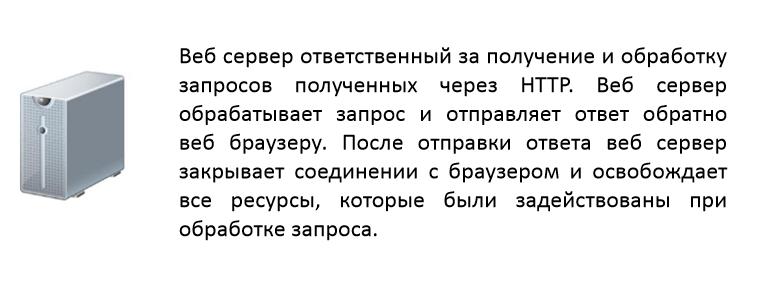 Веб сервер ответственный за получение и обработку
запросов полученных через HTTP. Веб сервер
обрабатывает запрос и отправляет ответ обратно
веб браузеру. После отправки ответа веб сервер
закрывает соединении с браузером и освобождает
все ресурсы, которые были задействованы при
обработке запроса.